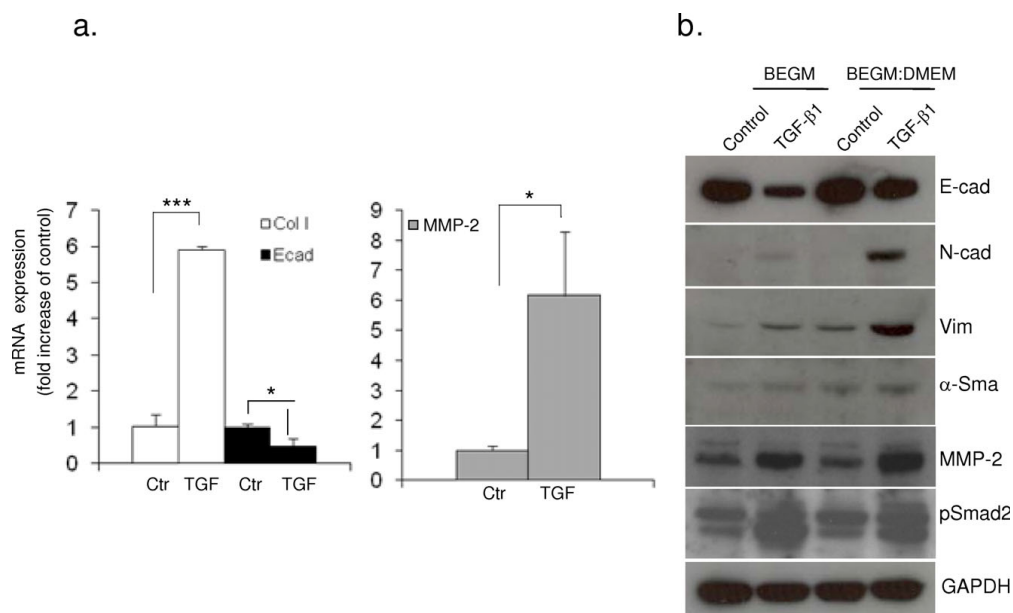 a.
mRNA expression
(fold increase of control)
7
6
5
4
3
2
1
0
***
Col I
Ecad
*
Ctr TGF Ctr TGF
9
8
7
6
5
4
3
2
1
0
MMP-2
*
Ctr TGF
b.
BEGM BEGM:DMEM
Control TGF-β1 Control TGF-β1
E-cad
N-cad
Vim
α-Sma
MMP-2
pSmad2
GAPDH